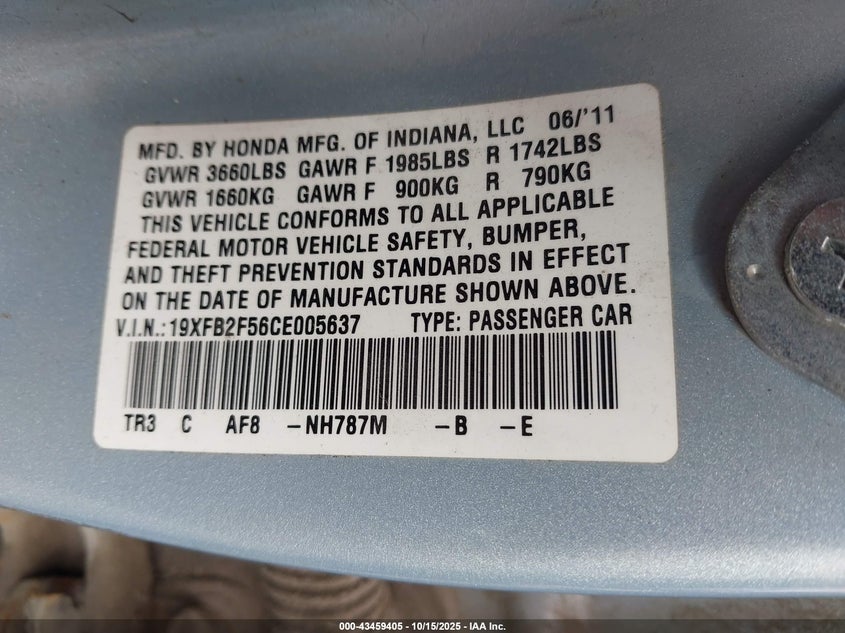 MFD. BY HONDA MFG. OF INDIANA, LLC 06/'11
GVWR 3660LBS GAWR F 1985LBS R 1742LBS
GVWR 1660KG GAWR F 900KG R 790KG
THIS VEHICLE CONFORMS TO ALL APPLICABLE
FEDERAL MOTOR VEHICLE SAFETY, BUMPER,
AND THEFT PREVENTION STANDARDS IN EFFECT
ON THE DATE OF MANUFACTURE SHOWN ABOVE.
V.I.N.:19XFB2F56CE005637 TYPE: PASSENGER CAR
TR3 C AF8 -NH787M -B -E
000-43459405 - 10/15/2025 - IAA Inc.